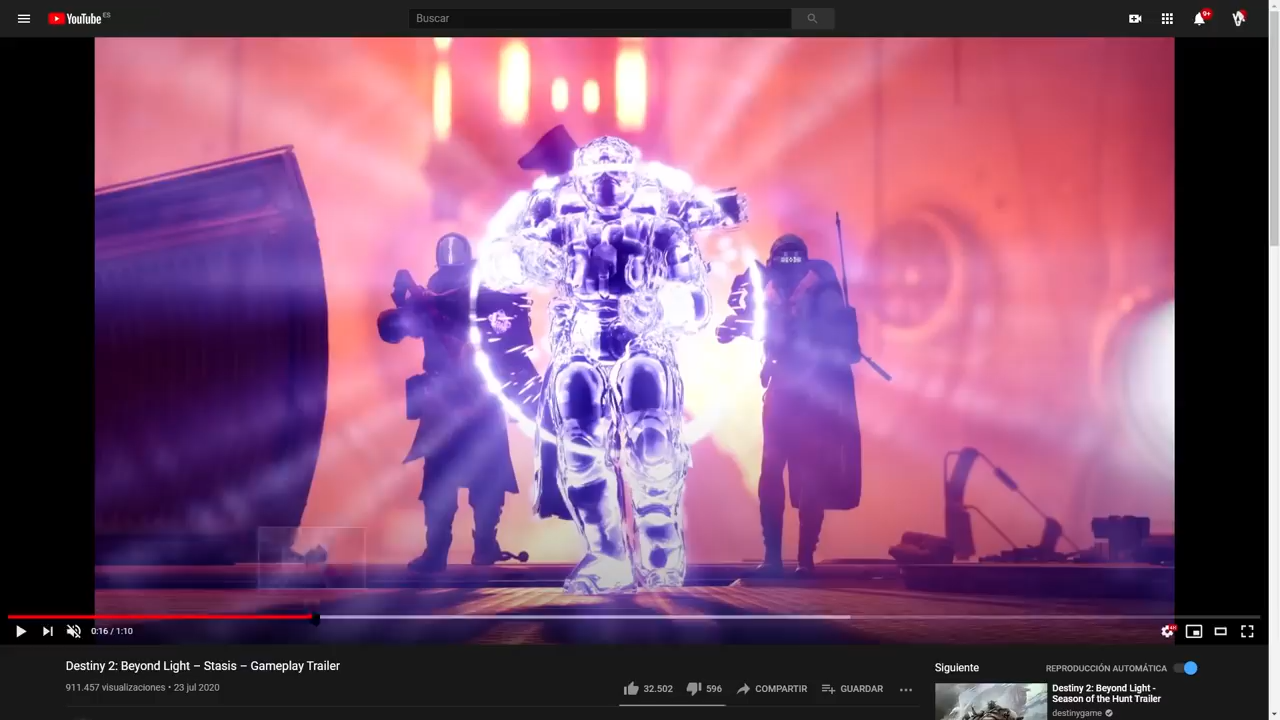 YouTube ES
Buscar
9+
0:16 / 1:10
4K
Destiny 2: Beyond Light – Stasis – Gameplay Trailer
911.457 visualizaciones • 23 jul 2020
32.502
596
COMPARTIR
GUARDAR
Siguiente
REPRODUCCIÓN AUTOMÁTICA
Destiny 2: Beyond Light -
Season of the Hunt Trailer
destinygame